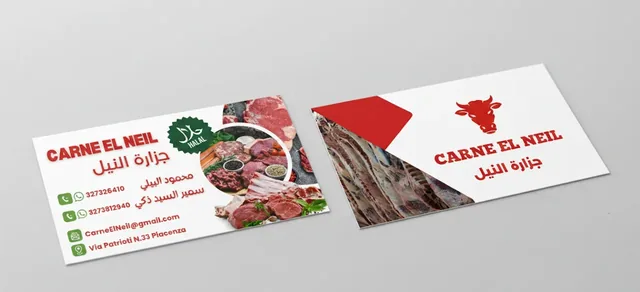 CARNE EL NEIL
جزارة النيل
حلال
HALAL
محمود البيلي
سمير السيد ذكي
327326410
3273812940
CarneElNeil@gmail.com
Via Patrioti N.33 Piacenza
CARNE EL NEIL
جزارة النيل